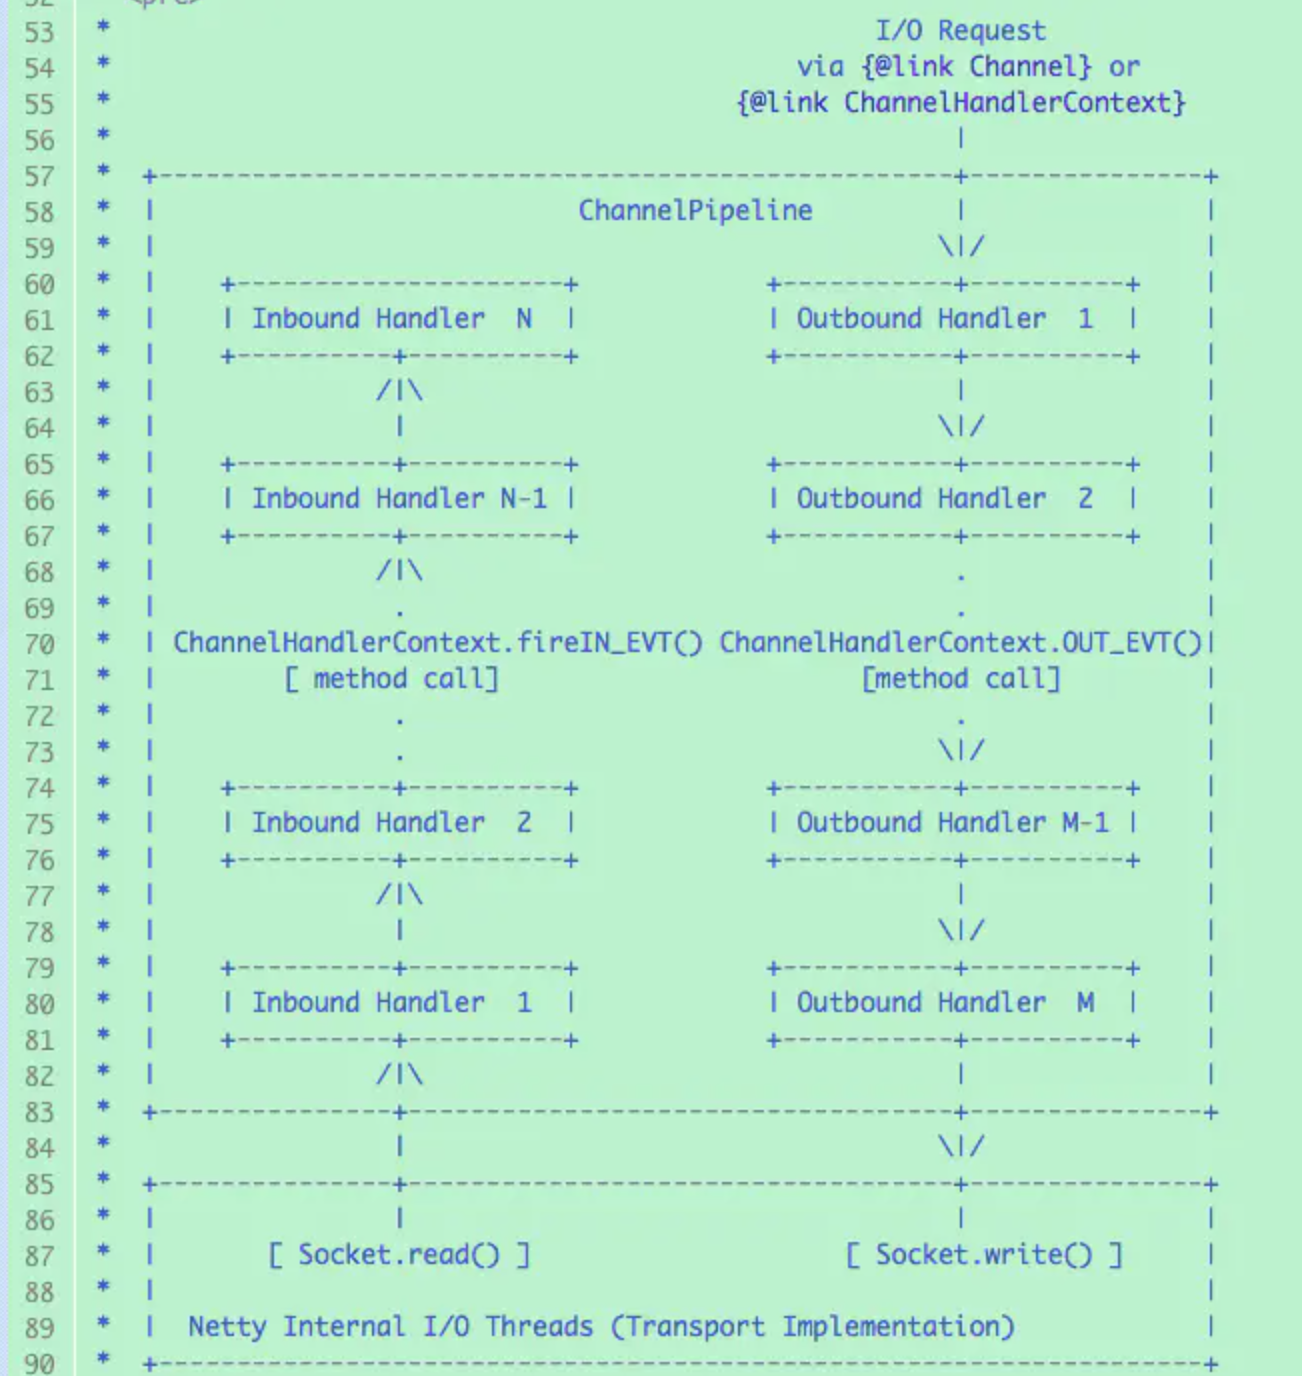 52   <pre>
53  *                                                 I/O Request
54  *                                            via {@link Channel} or
55  *                                        {@link ChannelHandlerContext}
56  *                                                      |
57  *  +---------------------------------------------------+---------------+
58  *  |                           ChannelPipeline         |               |
59  *  |                                                  \|/              |
60  *  |    +---------------------+            +-----------+----------+    |
61  *  |    | Inbound Handler  N  |            | Outbound Handler  1  |    |
62  *  |    +----------+----------+            +-----------+----------+    |
63  *  |              /|\                                  |               |
64  *  |               |                                  \|/              |
65  *  |    +----------+----------+            +-----------+----------+    |
66  *  |    | Inbound Handler N-1 |            | Outbound Handler  2  |    |
67  *  |    +----------+----------+            +-----------+----------+    |
68  *  |              /|\                                  .               |
69  *  |               .                                   .               |
70  *  | ChannelHandlerContext.fireIN_EVT() ChannelHandlerContext.OUT_EVT()|
71  *  |        [ method call]                       [method call]         |
72  *  |               .                                   .               |
73  *  |               .                                  \|/              |
74  *  |    +----------+----------+            +-----------+----------+    |
75  *  |    | Inbound Handler  2  |            | Outbound Handler M-1 |    |
76  *  |    +----------+----------+            +-----------+----------+    |
77  *  |              /|\                                  |               |
78  *  |               |                                  \|/              |
79  *  |    +----------+----------+            +-----------+----------+    |
80  *  |    | Inbound Handler  1  |            | Outbound Handler  M  |    |
81  *  |    +----------+----------+            +-----------+----------+    |
82  *  |              /|\                                  |               |
83  *  +---------------+-----------------------------------+---------------+
84  *                  |                                  \|/
85  *  +---------------+-----------------------------------+---------------+
86  *  |               |                                   |               |
87  *  |       [ Socket.read() ]                    [ Socket.write() ]     |
88  *  |                                                                   |
89  *  |  Netty Internal I/O Threads (Transport Implementation)            |
90  *  +-------------------------------------------------------------------+